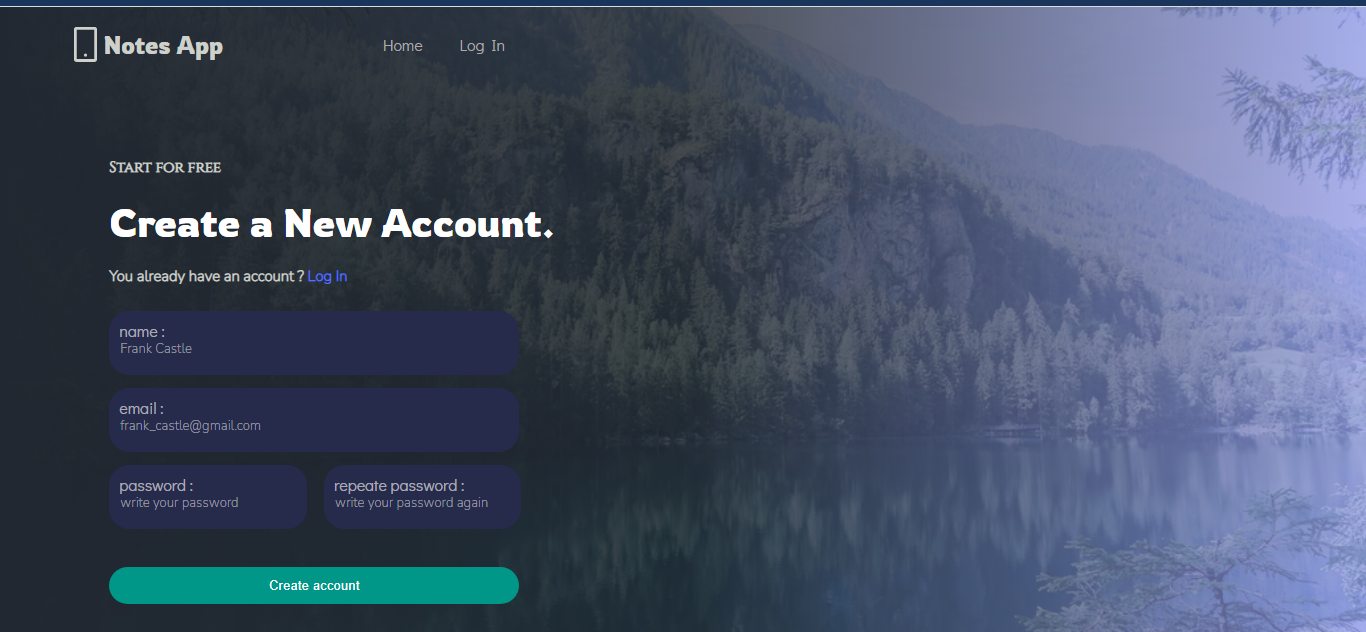 Notes App
Home
Log In
START FOR FREE
Create a New Account.
You already have an account ? Log In
name :
Frank Castle
email :
frank_castle@gmail.com
password :
write your password
repeate password :
write your password again
Create account